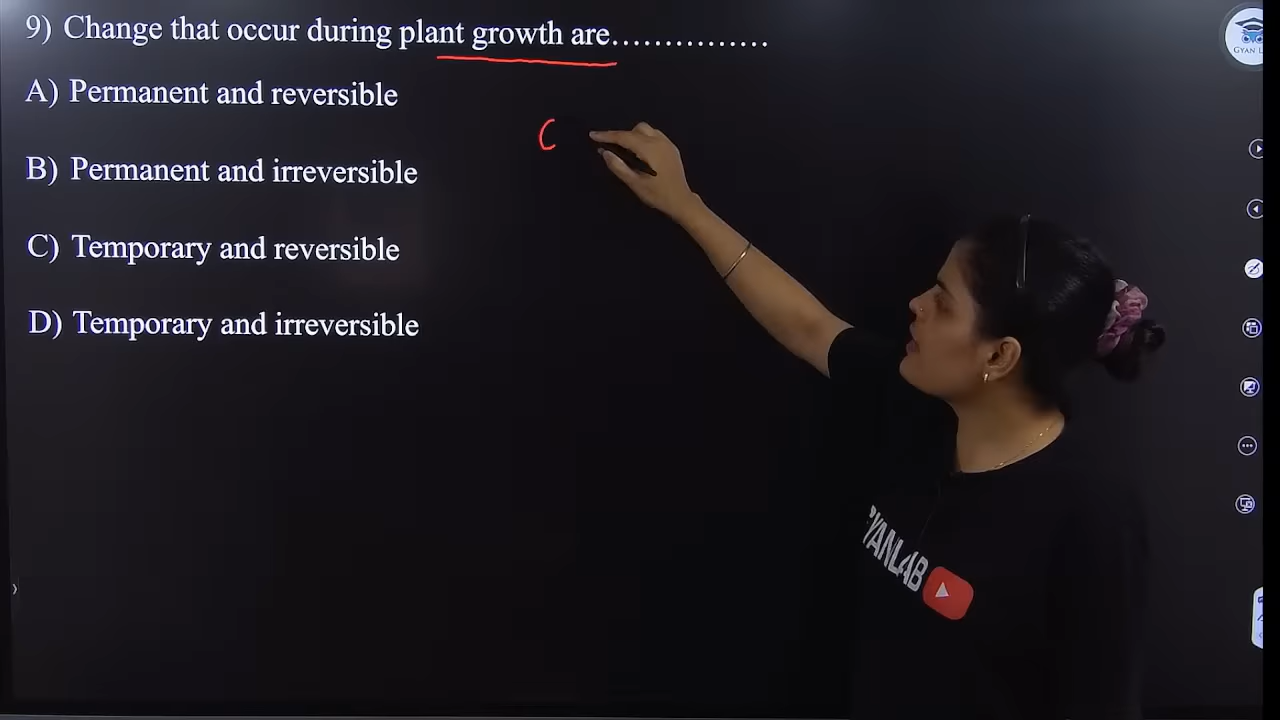 9) Change that occur during plant growth are...............
A) Permanent and reversible
B) Permanent and irreversible
C) Temporary and reversible
D) Temporary and irreversible
C
GYAN L
GYANLAB